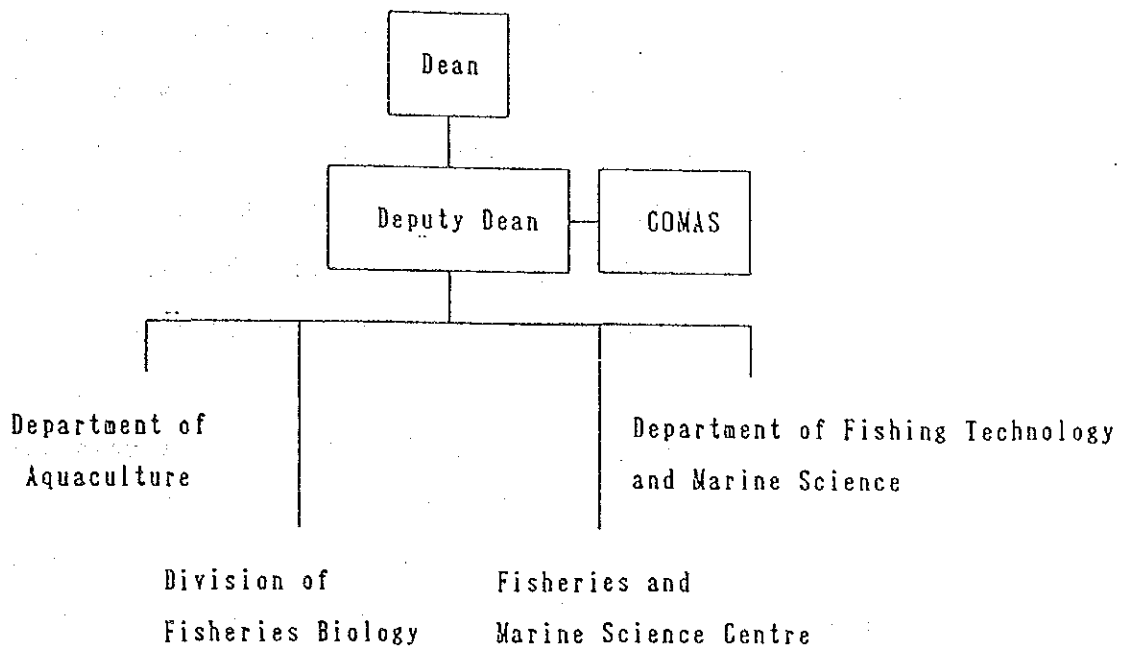 Dean
Deputy Dean
COMAS
Department of
Aquaculture
Department of Fishing Technology
and Marine Science
Division of
Fisheries Biology
Fisheries and
Marine Science Centre